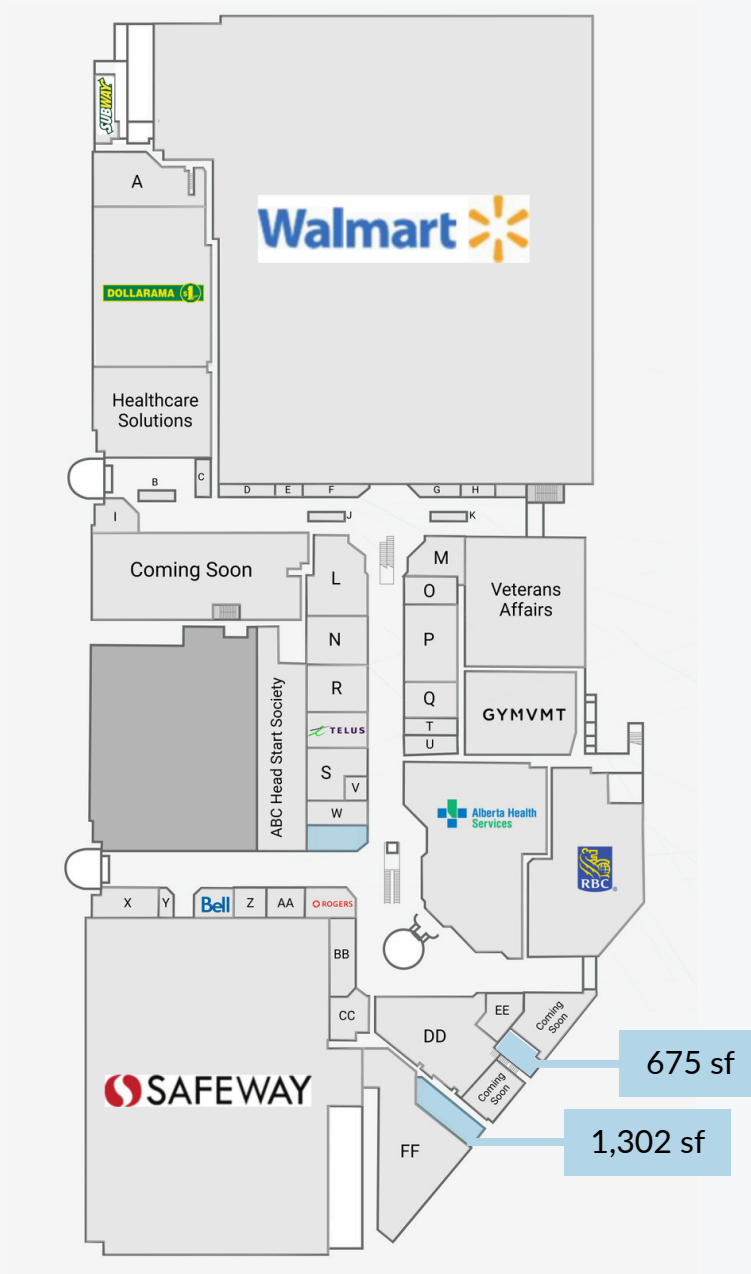 SUBWAY
A
Walmart
DOLLARAMA $1
Healthcare
Solutions
B
C
D
E
F
G
H
I
J
K
Coming Soon
L
M
O
Veterans
Affairs
N
P
R
Q
GYMVMT
TELUS
T
U
ABC Head Start Society
S
V
W
Alberta Health
Services
RBC
X
Y
Bell
Z
AA
ROGERS
BB
CC
DD
EE
Coming
Soon
675 sf
Coming
Soon
SAFEWAY
1,302 sf
FF